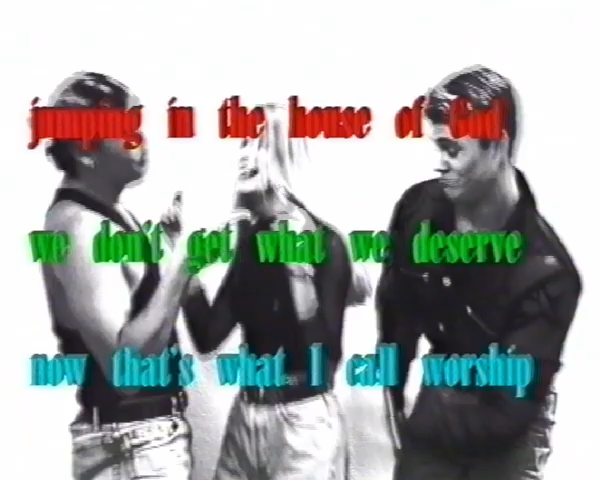 jumping in the house of God
we don't get what we deserve
now that's what I call worship